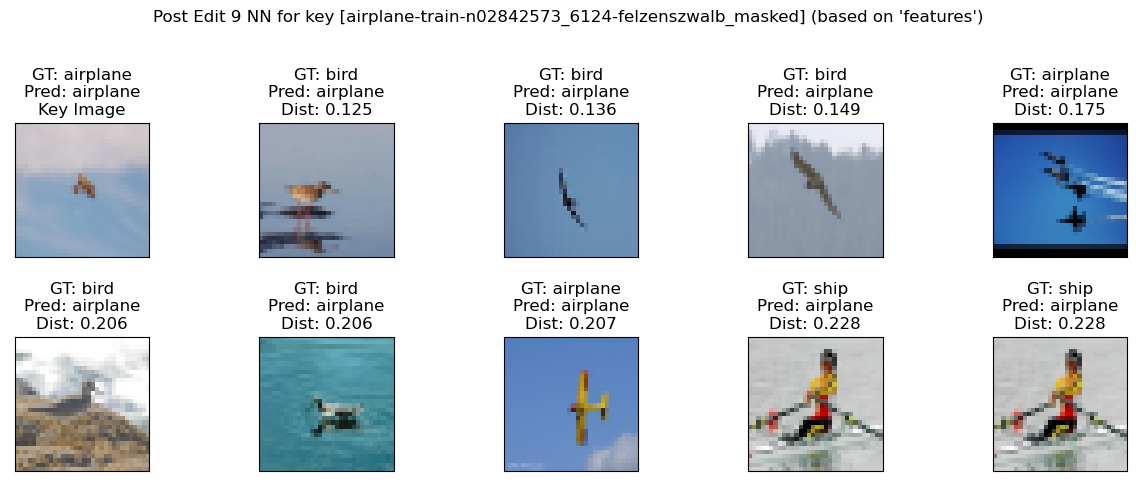 Post Edit 9 NN for key [airplane-train-n02842573_6124-felzenszwalb_masked] (based on 'features')
GT: airplane
Pred: airplane
Key Image
GT: bird
Pred: airplane
Dist: 0.125
GT: bird
Pred: airplane
Dist: 0.136
GT: bird
Pred: airplane
Dist: 0.149
GT: airplane
Pred: airplane
Dist: 0.175
GT: bird
Pred: airplane
Dist: 0.206
GT: bird
Pred: airplane
Dist: 0.206
GT: airplane
Pred: airplane
Dist: 0.207
GT: ship
Pred: airplane
Dist: 0.228
GT: ship
Pred: airplane
Dist: 0.228